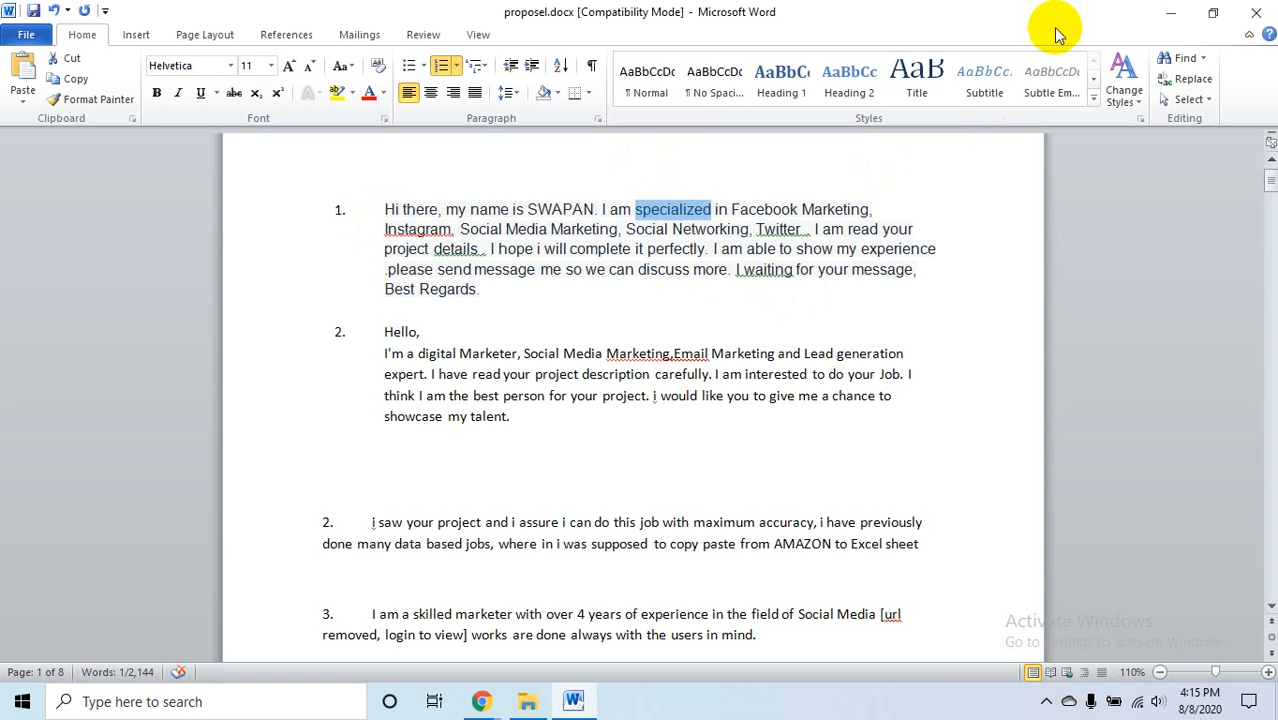 proposel.docx [Compatibility Mode] - Microsoft Word
File Home Insert Page Layout References Mailings Review View
Paste
Cut
Copy
Format Painter
Clipboard
Helvetica 11
Font
Paragraph
AaBbCcDc AaBbCcDc AaBbCc AaBbCc AaB AaBbCc. AaBbCcDc
¶ Normal ¶ No Spaci... Heading 1 Heading 2 Title Subtitle Subtle Em...
Styles
Change
Styles
Find
Replace
Select
Editing
1. Hi there, my name is SWAPAN. I am specialized in Facebook Marketing,
Instagram, Social Media Marketing, Social Networking, Twitter.. I am read your
project details.. I hope i will complete it perfectly. I am able to show my experience
.please send message me so we can discuss more. I waiting for your message,
Best Regards.
2. Hello,
I'm a digital Marketer, Social Media Marketing,Email Marketing and Lead generation
expert. I have read your project description carefully. I am interested to do your Job. I
think I am the best person for your project. i would like you to give me a chance to
showcase my talent.
2. i saw your project and i assure i can do this job with maximum accuracy, i have previously
done many data based jobs, where in i was supposed to copy paste from AMAZON to Excel sheet
3. I am a skilled marketer with over 4 years of experience in the field of Social Media [url
removed, login to view] works are done always with the users in mind.
Activate Windows
Go to Settings to activate Windows.
Page: 1 of 8 Words: 1/2,144 110%
Type here to search
4:15 PM
8/8/2020